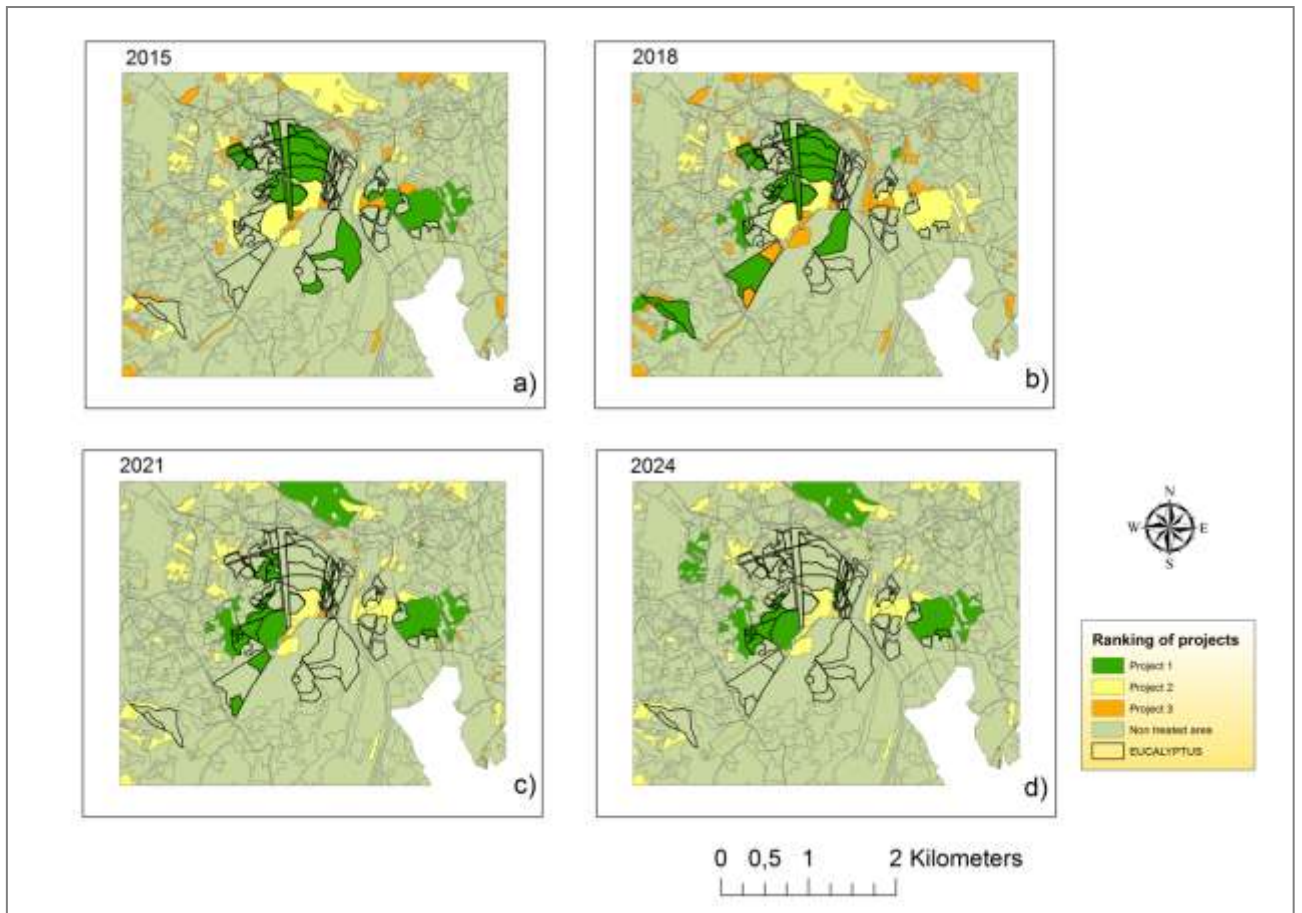 2015
a)
2018
b)
2021
c)
2024
d)
N
W E
S
Ranking of projects
Project 1
Project 2
Project 3
Non treated area
EUCALYPTUS
0 0,5 1 2 Kilometers